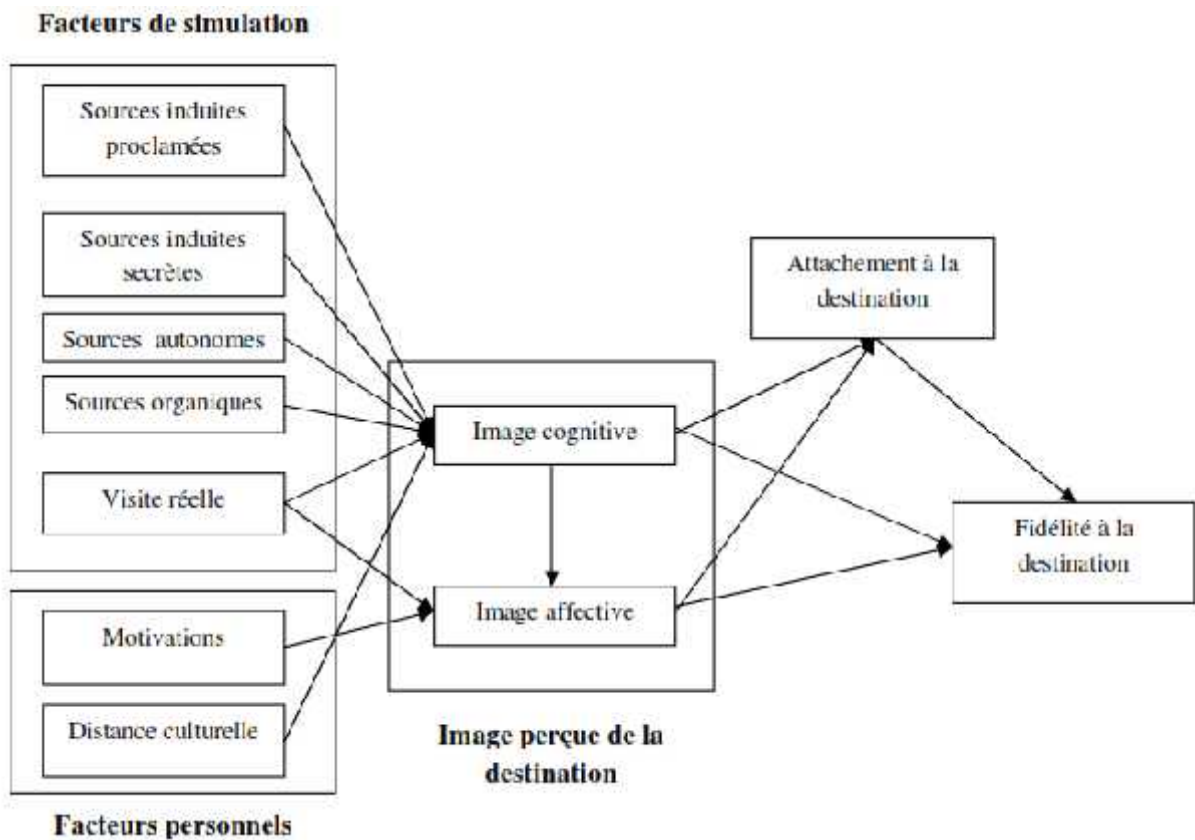 Facteurs de simulation
Sources induites
proclamées
Sources induites
secrètes
Sources autonomes
Sources organiques
Visite réelle
Motivations
Distance culturelle
Facteurs personnels
Image cognitive
Image affective
Image perçue de la
destination
Attachement à la
destination
Fidélité à la
destination